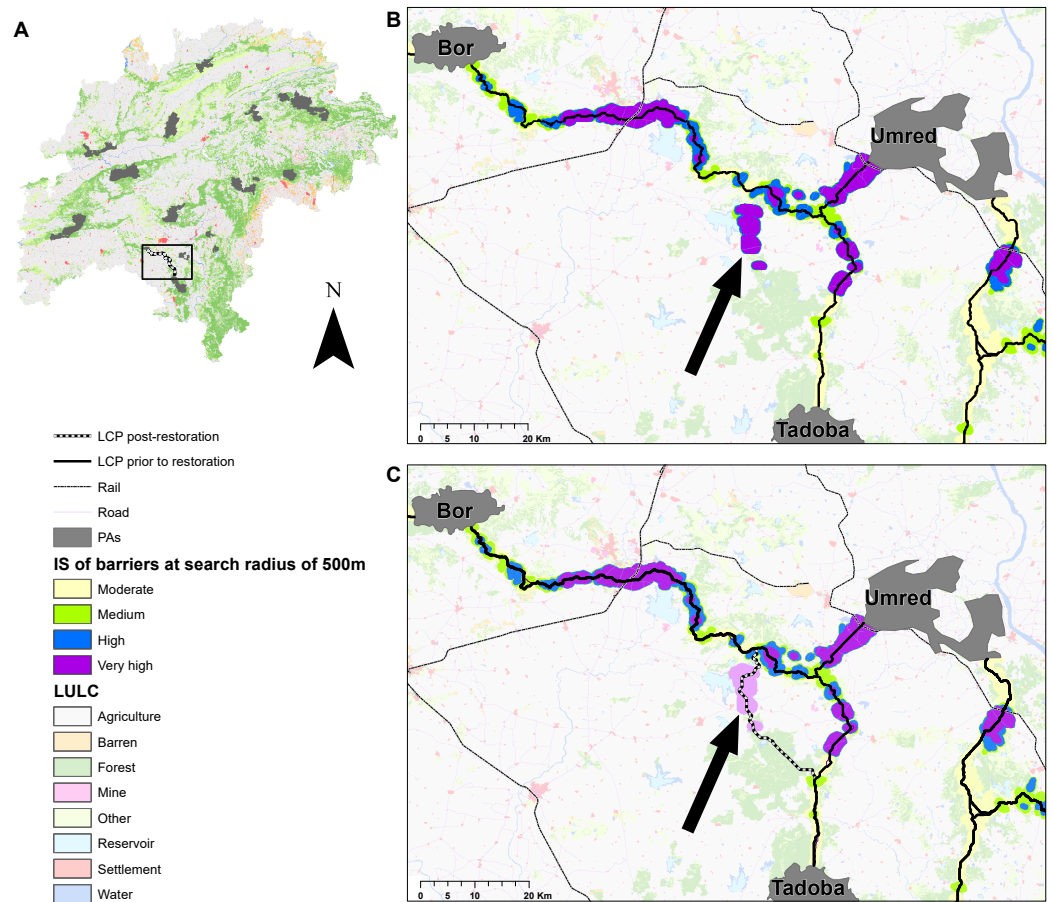 A
N
LCP post-restoration
LCP prior to restoration
Rail
Road
PAs
IS of barriers at search radius of 500m
Moderate
Medium
High
Very high
LULC
Agriculture
Barren
Forest
Mine
Other
Reservoir
Settlement
Water
B
Bor
Umred
Tadoba
0 5 10 20 Km
C
Bor
Umred
Tadoba
0 5 10 20 Km